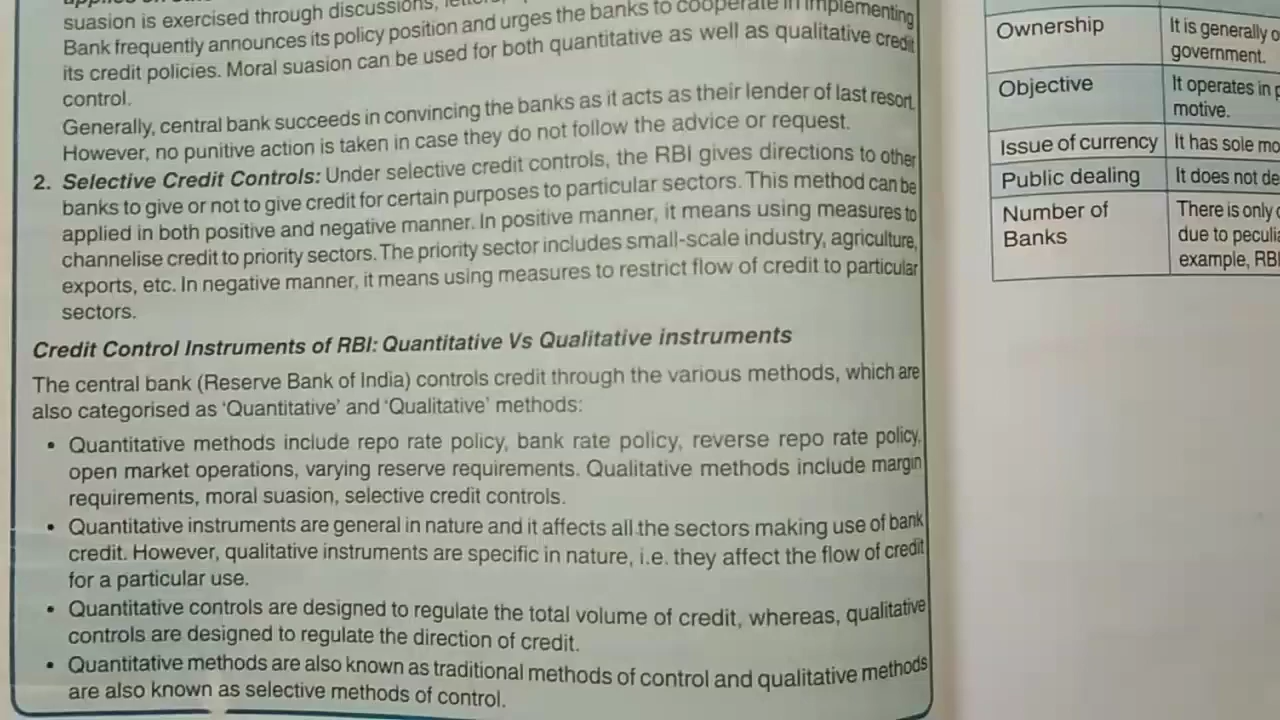 suasion is exercised through discussions,
Bank frequently announces its policy position and urges the banks to cooperate in implementing
its credit policies. Moral suasion can be used for both quantitative as well as qualitative credit
control.
Generally, central bank succeeds in convincing the banks as it acts as their lender of last resort.
However, no punitive action is taken in case they do not follow the advice or request.
2. Selective Credit Controls: Under selective credit controls, the RBI gives directions to other
banks to give or not to give credit for certain purposes to particular sectors. This method can be
applied in both positive and negative manner. In positive manner, it means using measures to
channelise credit to priority sectors. The priority sector includes small-scale industry, agriculture,
exports, etc. In negative manner, it means using measures to restrict flow of credit to particular
sectors.
Credit Control Instruments of RBI: Quantitative Vs Qualitative instruments
The central bank (Reserve Bank of India) controls credit through the various methods, which are
also categorised as 'Quantitative' and 'Qualitative' methods:
• Quantitative methods include repo rate policy, bank rate policy, reverse repo rate policy,
open market operations, varying reserve requirements. Qualitative methods include margin
requirements, moral suasion, selective credit controls.
• Quantitative instruments are general in nature and it affects all the sectors making use of bank
credit. However, qualitative instruments are specific in nature, i.e. they affect the flow of credit
for a particular use.
• Quantitative controls are designed to regulate the total volume of credit, whereas, qualitative
controls are designed to regulate the direction of credit.
• Quantitative methods are also known as traditional methods of control and qualitative methods
are also known as selective methods of control.
Ownership It is generally
government.
Objective It operates in
motive.
Issue of currency It has sole
Public dealing It does not
Number of There is only
Banks due to
example, RBI